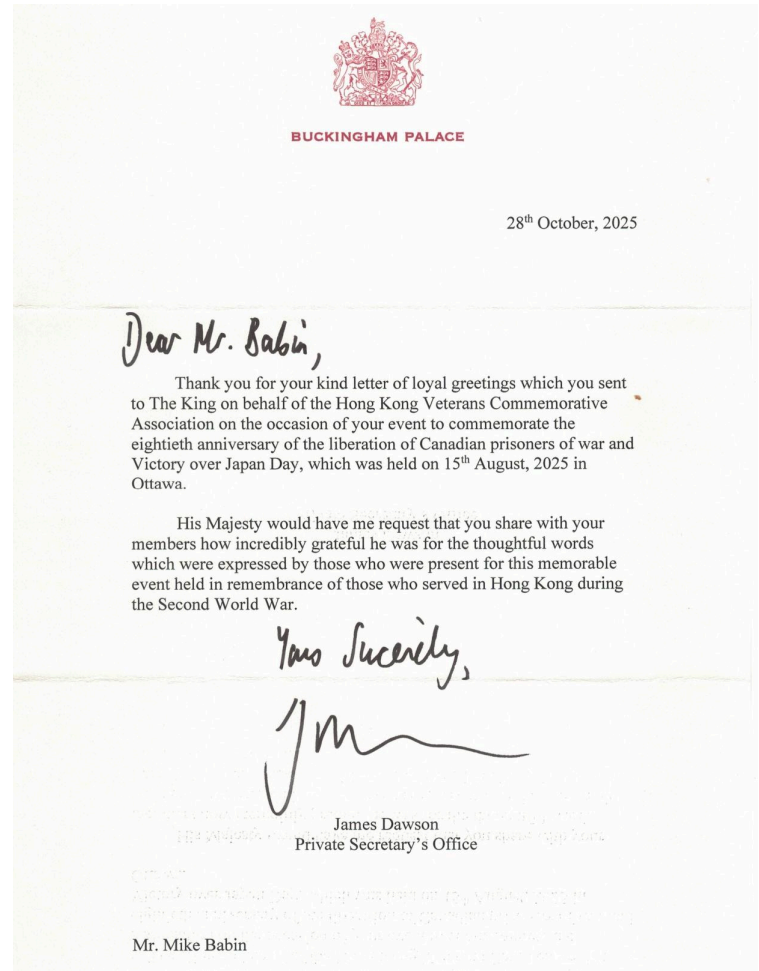 BUCKINGHAM PALACE
28th October, 2025
Dear Mr. Babin,
Thank you for your kind letter of loyal greetings which you sent
to The King on behalf of the Hong Kong Veterans Commemorative
Association on the occasion of your event to commemorate the
eightieth anniversary of the liberation of Canadian prisoners of war and
Victory over Japan Day, which was held on 15th August, 2025 in
Ottawa.
His Majesty would have me request that you share with your
members how incredibly grateful he was for the thoughtful words
which were expressed by those who were present for this memorable
event held in remembrance of those who served in Hong Kong during
the Second World War.
Yours Sincerely,
James Dawson
Private Secretary's Office
Mr. Mike Babin